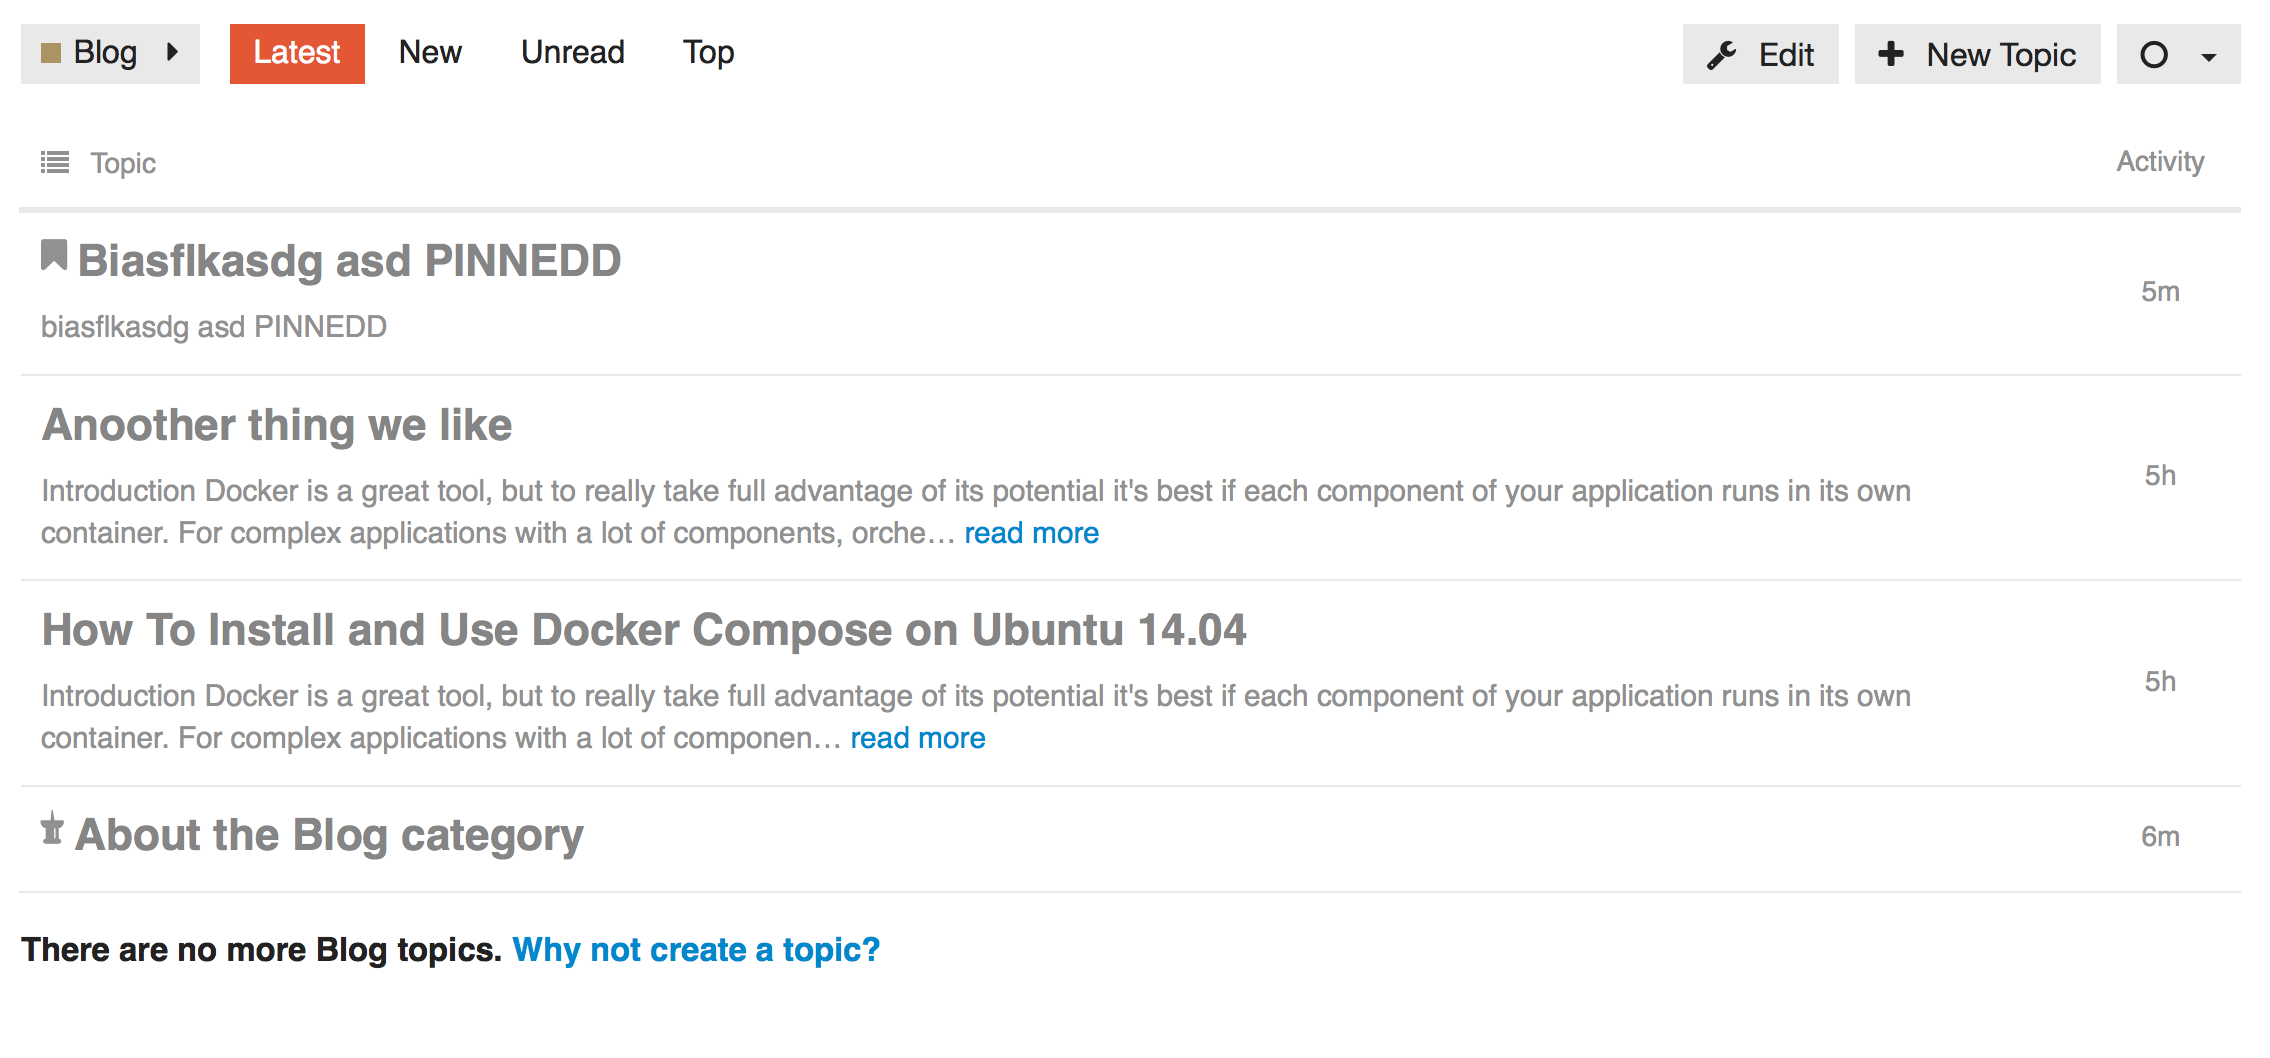 Blog Latest New Unread Top Edit New Topic
Topic Activity
Biasflkasdg asd PINNEDD
biasflkasdg asd PINNEDD
5m
Anoother thing we like
Introduction Docker is a great tool, but to really take full advantage of its potential it's best if each component of your application runs in its own
container. For complex applications with a lot of components, orche… read more
5h
How To Install and Use Docker Compose on Ubuntu 14.04
Introduction Docker is a great tool, but to really take full advantage of its potential it's best if each component of your application runs in its own
container. For complex applications with a lot of componen… read more
5h
About the Blog category
6m
There are no more Blog topics. Why not create a topic?